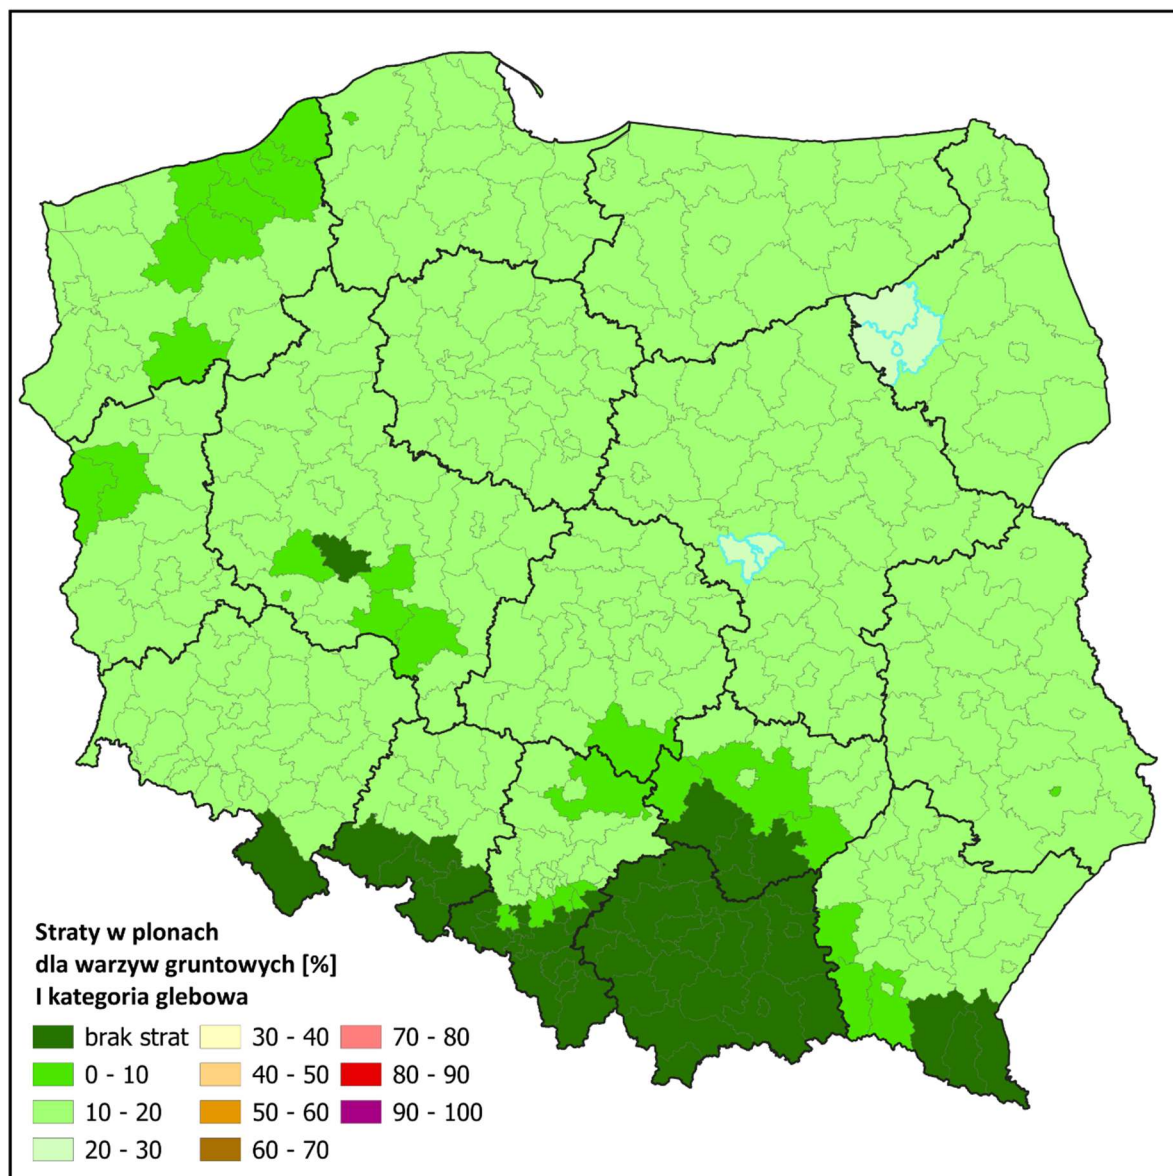 Straty w plonach
dla warzyw gruntowych [%]
I kategoria glebowa
brak strat
0 - 10
10 - 20
20 - 30
30 - 40
40 - 50
50 - 60
60 - 70
70 - 80
80 - 90
90 - 100